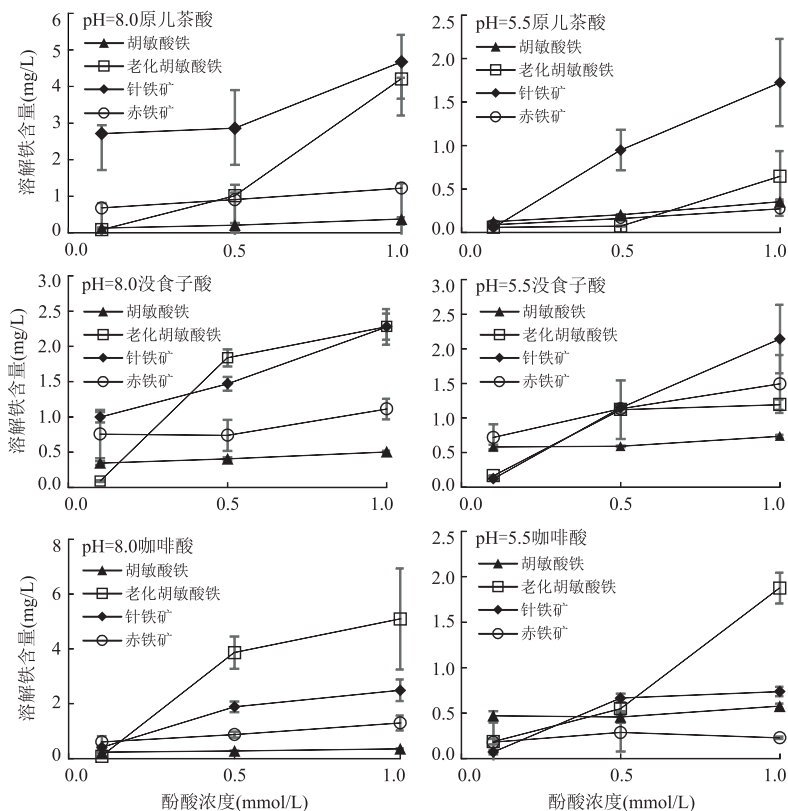 pH=8.0原儿茶酸
胡敏酸铁
老化胡敏酸铁
针铁矿
赤铁矿
溶解铁含量(mg/L)
6
5
4
3
2
1
0
0.0
0.5
1.0
pH=5.5原儿茶酸
胡敏酸铁
老化胡敏酸铁
针铁矿
赤铁矿
2.5
2.0
1.5
1.0
0.5
0.0
0.0
0.5
1.0
pH=8.0没食子酸
胡敏酸铁
老化胡敏酸铁
针铁矿
赤铁矿
溶解铁含量(mg/L)
3.0
2.5
2.0
1.5
1.0
0.5
0.0
0.0
0.5
1.0
pH=5.5没食子酸
胡敏酸铁
老化胡敏酸铁
针铁矿
赤铁矿
3.0
2.5
2.0
1.5
1.0
0.5
0.0
0.0
0.5
1.0
pH=8.0咖啡酸
胡敏酸铁
老化胡敏酸铁
针铁矿
赤铁矿
溶解铁含量(mg/L)
8
6
4
2
0
0.0
0.5
1.0
酚酸浓度(mmol/L)
pH=5.5咖啡酸
胡敏酸铁
老化胡敏酸铁
针铁矿
赤铁矿
2.5
2.0
1.5
1.0
0.5
0.0
0.0
0.5
1.0
酚酸浓度(mmol/L)